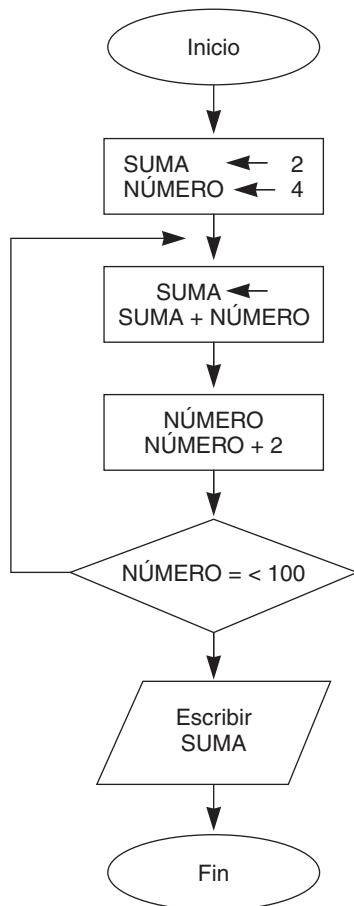 Inicio
SUMA ← 2
NÚMERO ← 4
SUMA ←
SUMA + NÚMERO
NÚMERO
NÚMERO + 2
NÚMERO = < 100
Escribir
SUMA
Fin